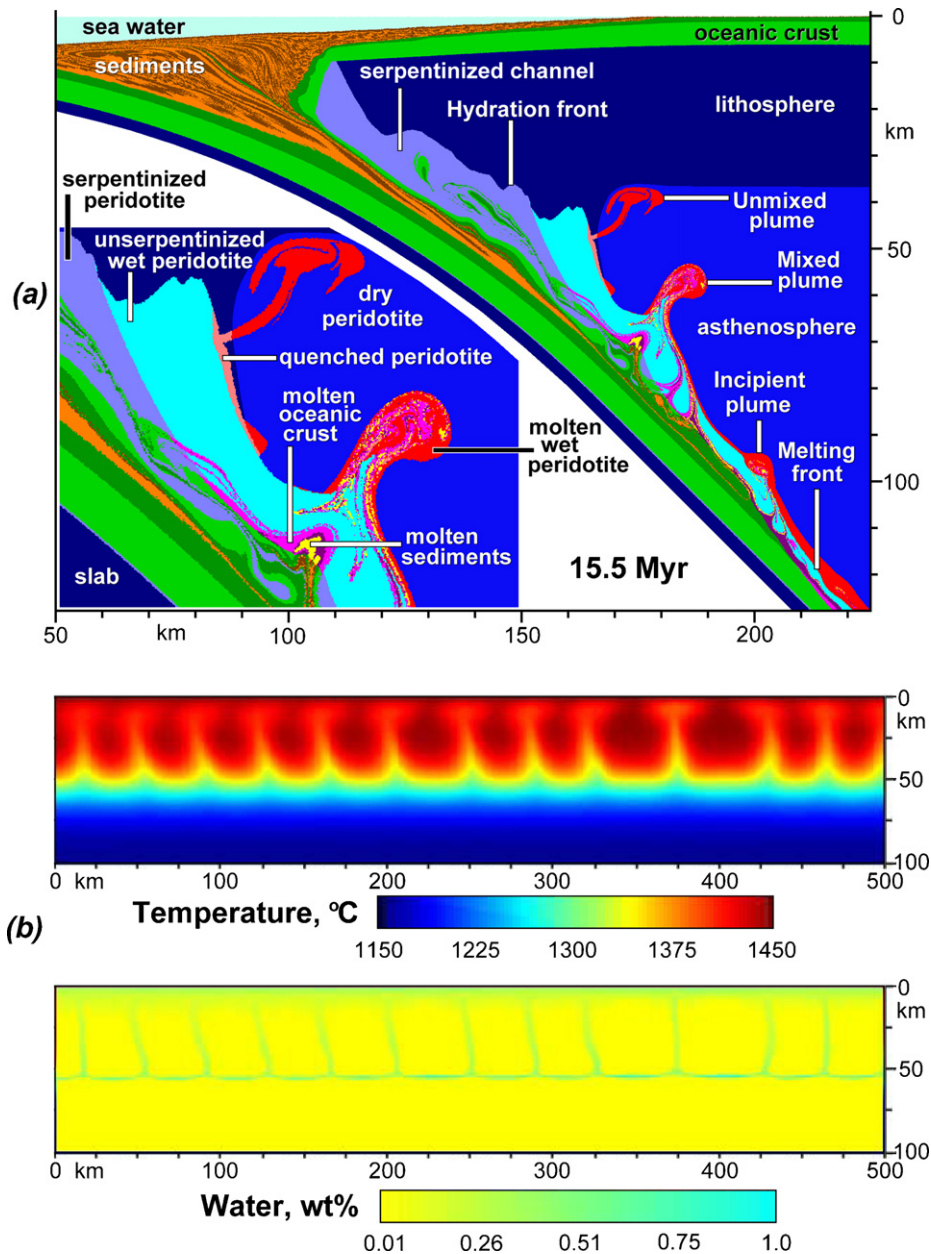 sea water
oceanic crust
0
sediments
serpentinized channel
Hydration front
lithosphere
km
serpentinized
peridotite
unserpentinized
wet peridotite
Unmixed
plume
50
(a)
Mixed
plume
dry
peridotite
asthenosphere
quenched peridotite
molten
oceanic
crust
Incipient
plume
molten
wet
peridotite
Melting
front
100
molten
sediments
slab
15.5 Myr
50 km 100 150 200
0
km
50
100
0 km 100 200 250 300 400 500
Temperature, °C
1150 1225 1300 1375 1450
(b)
0
km
50
100
0 km 100 200 250 300 400 500
Water, wt%
0.01 0.26 0.51 0.75 1.0